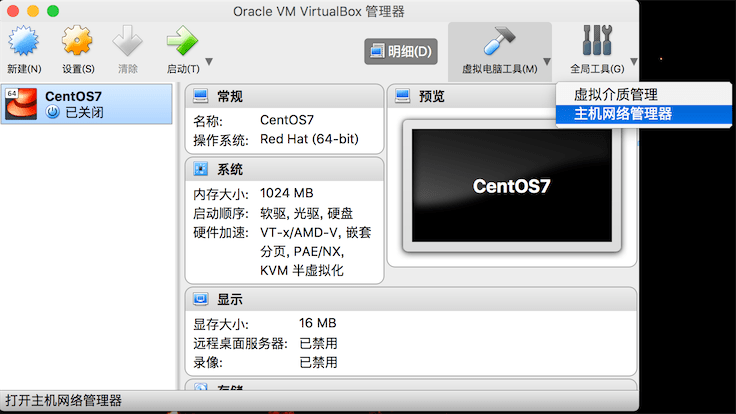 Oracle VM VirtualBox 管理器
新建(N) 设置(S) 清除 启动(T) 明细(D) 虚拟电脑工具(M) 全局工具(G)
虚拟介质管理
主机网络管理器
64 CentOS7
已关闭
常规
名称: CentOS7
操作系统: Red Hat (64-bit)
预览
CentOS7
系统
内存大小: 1024 MB
启动顺序: 软驱, 光驱, 硬盘
硬件加速: VT-x/AMD-V, 嵌套
分页, PAE/NX,
KVM 半虚拟化
显示
显存大小: 16 MB
远程桌面服务器: 已禁用
录像: 已禁用
存储
打开主机网络管理器